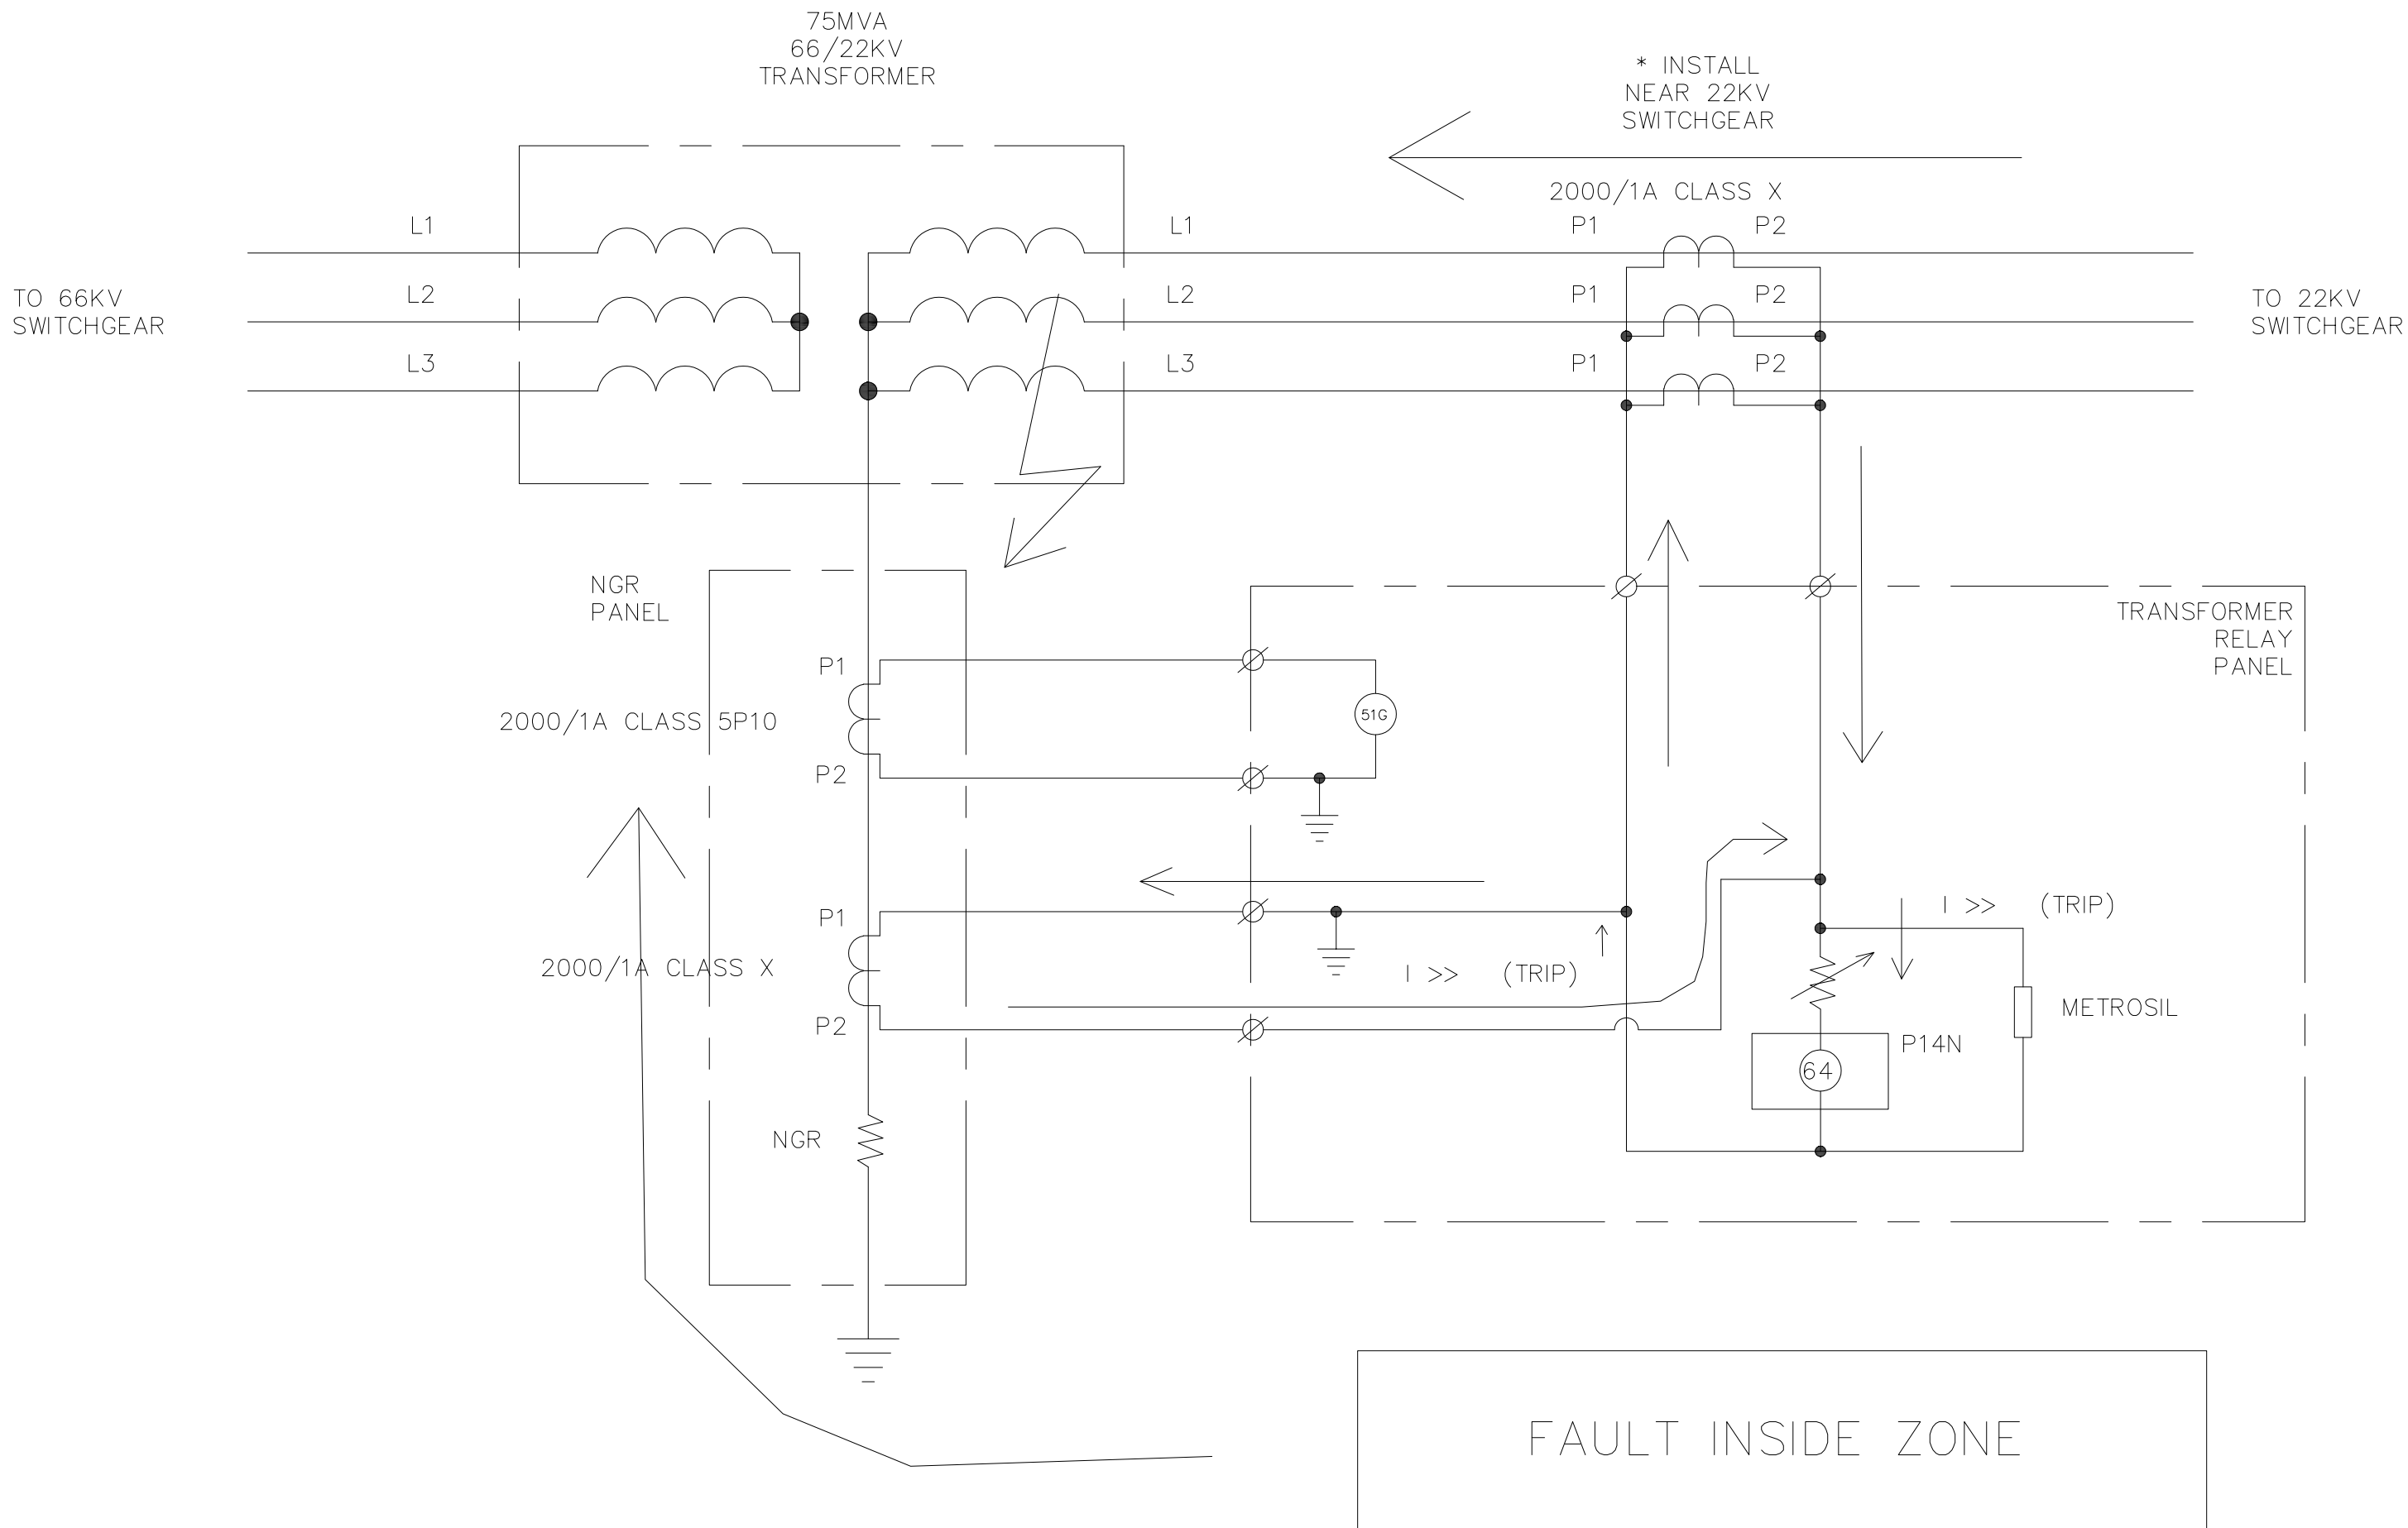 75MVA
66/22KV
TRANSFORMER
* INSTALL
NEAR 22KV
SWITCHGEAR
2000/1A CLASS X
L1
L1
P1
P2
TO 66KV
SWITCHGEAR
L2
L2
P1
P2
TO 22KV
SWITCHGEAR
L3
L3
P1
P2
NGR
PANEL
TRANSFORMER
RELAY
PANEL
P1
2000/1A CLASS 5P10
51G
P2
P1
I >> (TRIP)
2000/1A CLASS X
I >> (TRIP)
P2
METROSIL
P14N
64
NGR
FAULT INSIDE ZONE